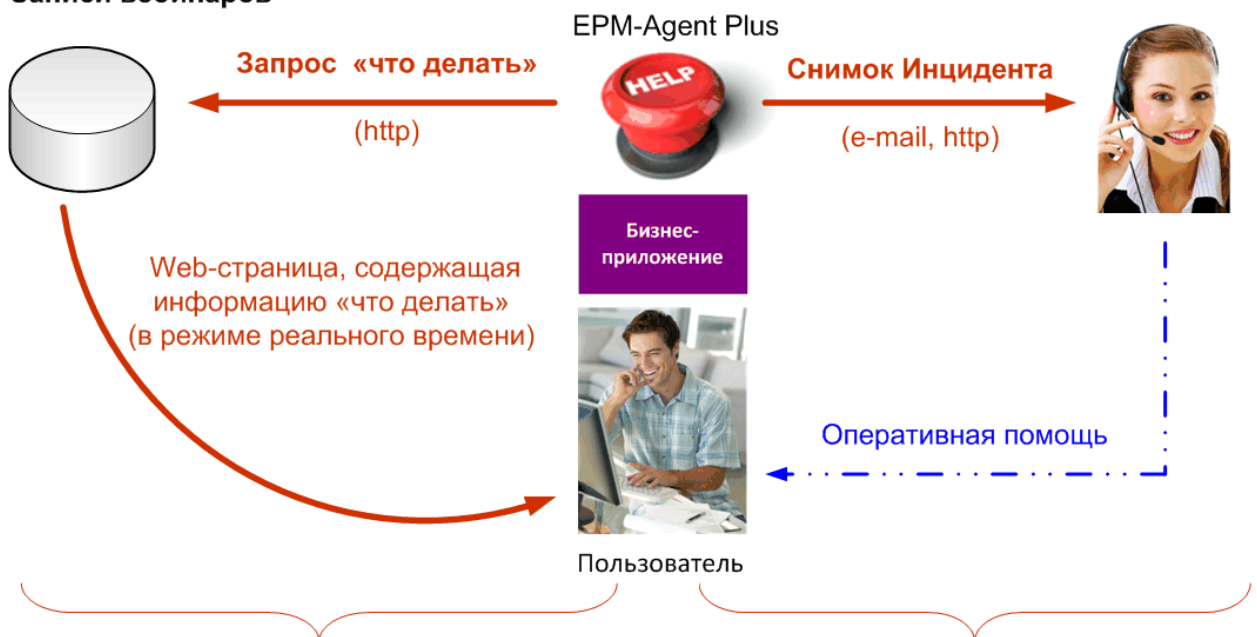 EPM-Agent Plus
Запрос «что делать»
(http)
HELP
Снимок Инцидента
(e-mail, http)
Бизнес-
приложение
Web-страница, содержащая
информацию «что делать»
(в режиме реального времени)
Оперативная помощь
Пользователь